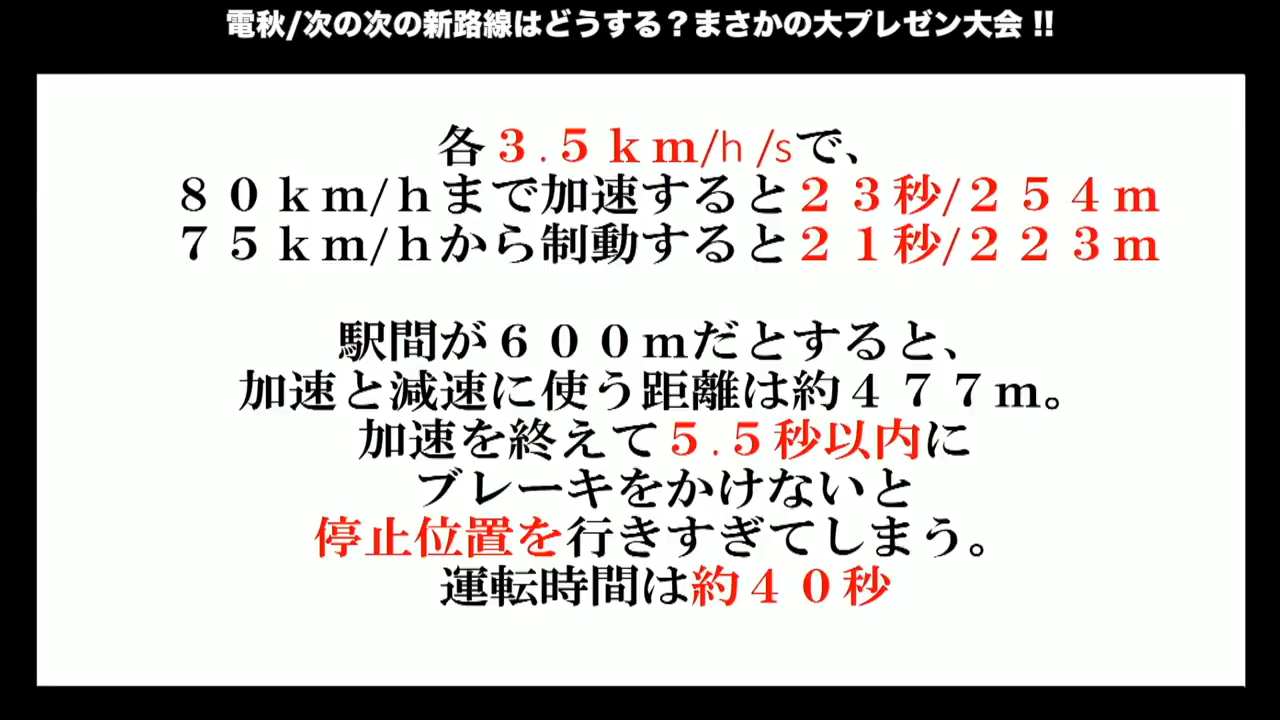 電秋/次の次の新路線はどうする？まさかの大プレゼン大会 !!
各３.５ｋｍ/h /sで、
８０ｋｍ/ｈまで加速すると２３秒/２５４ｍ
７５ｋｍ/ｈから制動すると２１秒/２２３ｍ
駅間が６００ｍだとすると、
加速と減速に使う距離は約４７７ｍ。
加速を終えて５.５秒以内に
ブレーキをかけないと
停止位置を行きすぎてしまう。
運転時間は約４０秒